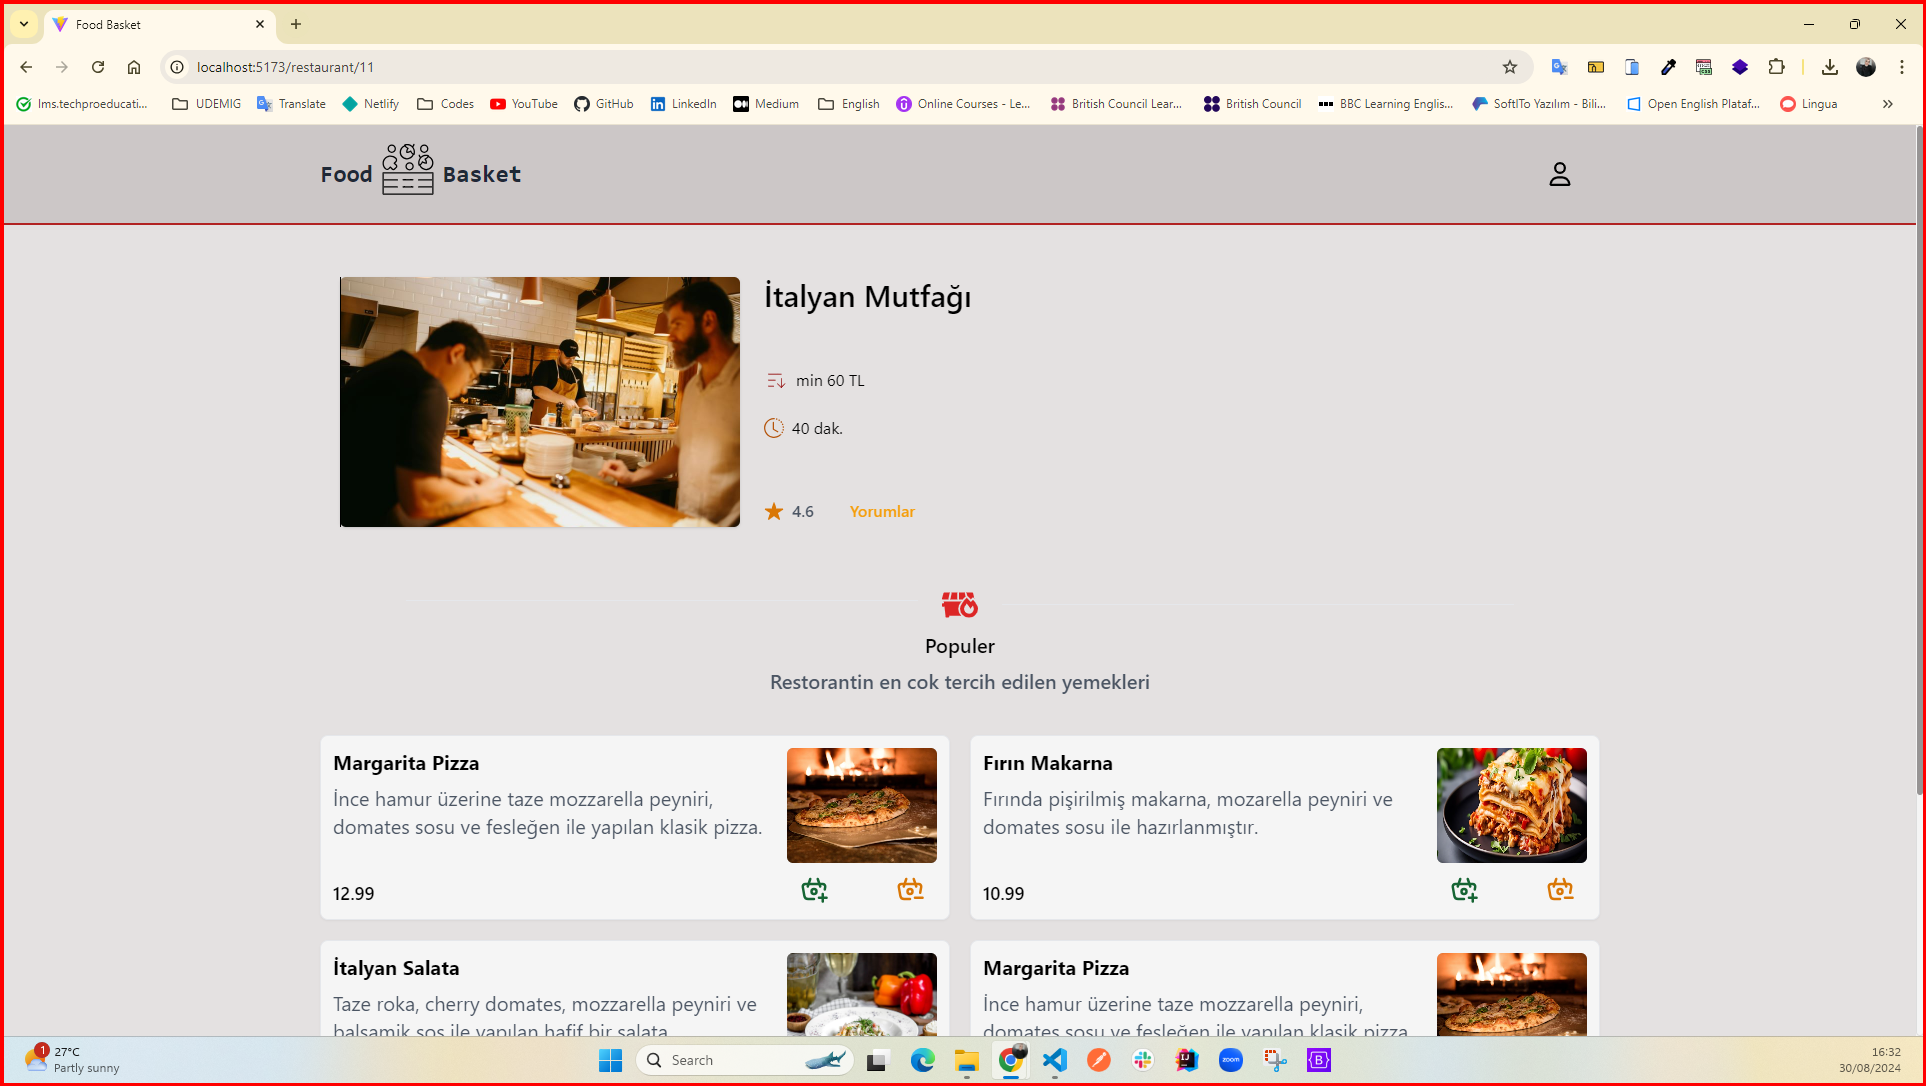 Food Basket
localhost:5173/restaurant/11
lms.techproeducati... UDEMIG Translate Netlify Codes YouTube GitHub LinkedIn Medium English Online Courses - Le... British Council Lear... British Council BBC Learning Englis... SoftITo Yazılım - Bili... Open English Plataf... Lingua
Food Basket
İtalyan Mutfağı
min 60 TL
40 dak.
4.6 Yorumlar
Populer
Restorantin en cok tercih edilen yemekleri
Margarita Pizza
İnce hamur üzerine taze mozzarella peyniri,
domates sosu ve fesleğen ile yapılan klasik pizza.
12.99
Fırın Makarna
Fırında pişirilmiş makarna, mozarella peyniri ve
domates sosu ile hazırlanmıştır.
10.99
İtalyan Salata
Taze roka, cherry domates, mozzarella peyniri ve
balsamik sos ile yapılan hafif bir salata
Margarita Pizza
İnce hamur üzerine taze mozzarella peyniri,
domates sosu ve fesleğen ile yapılan klasik pizza
1
27°C
Partly sunny
Search
zoom
16:32
30/08/2024